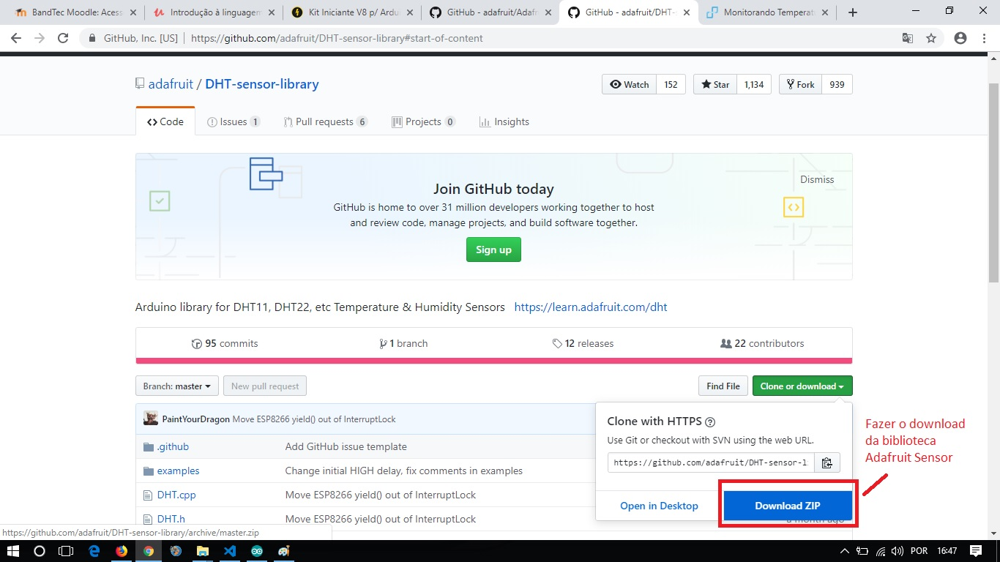 BandTec Moodle: Acess
Introdução à linguagem
Kit Iniciante V8 p/ Ardu
GitHub - adafruit/Adafr
GitHub - adafruit/DHT-
Monitorando Temperat
GitHub, Inc. [US]
https://github.com/adafruit/DHT-sensor-library#start-of-content
adafruit / DHT-sensor-library
Watch 152
Star 1,134
Fork 939
Code
Issues 1
Pull requests 6
Projects 0
Insights
Join GitHub today
Dismiss
GitHub is home to over 31 million developers working together to host
and review code, manage projects, and build software together.
Sign up
Arduino library for DHT11, DHT22, etc Temperature & Humidity Sensors https://learn.adafruit.com/dht
95 commits
1 branch
12 releases
22 contributors
Branch: master
New pull request
Find File
Clone or download
PaintYourDragon Move ESP8266 yield() out of InterruptLock
.github Add GitHub issue template
examples Change initial HIGH delay, fix comments in examples
DHT.cpp Move ESP8266 yield() out of InterruptLock
DHT.h Move ESP8266 yield() out of InterruptLock
Clone with HTTPS
Use Git or checkout with SVN using the web URL.
https://github.com/adafruit/DHT-sensor-l
Open in Desktop
Download ZIP
a month ago
Fazer o download
da biblioteca
Adafruit Sensor
https://github.com/adafruit/DHT-sensor-library/archive/master.zip
POR
16:47